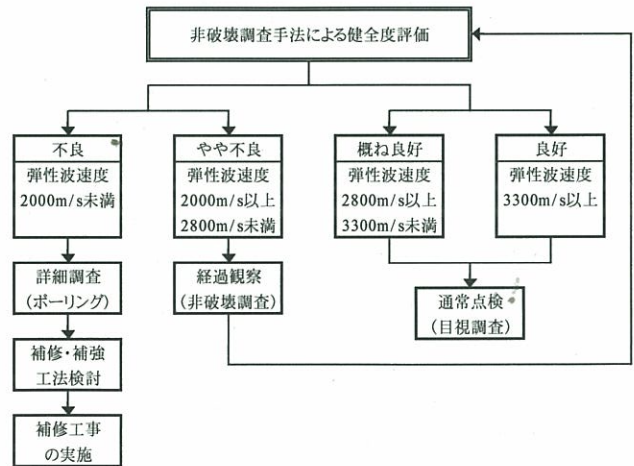 非破壊調査手法による健全度評価
不良
弾性波速度
2000m/s未満
やや不良
弾性波速度
2000m/s以上
2800m/s未満
概ね良好
弾性波速度
2800m/s以上
3300m/s未満
良好
弾性波速度
3300m/s以上
詳細調査
(ボーリング)
経過観察
(非破壊調査)
通常点検
(目視調査)
補修・補強
工法検討
補修工事
の実施